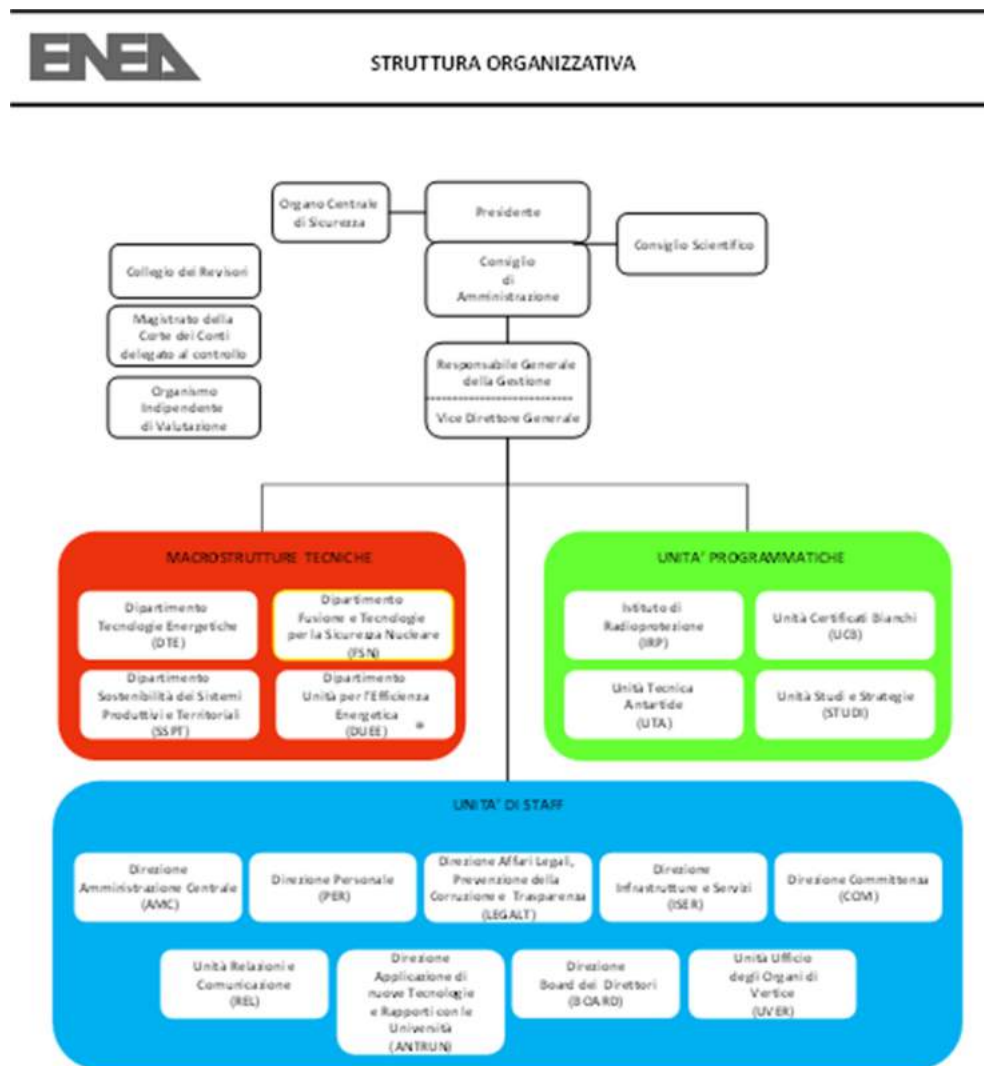 ENEA
STRUTTURA ORGANIZZATIVA
Organo Centrale
di Sicurezza
Presidente
Consiglio Scientifico
Consiglio
di
Amministrazione
Collegio dei Revisori
Magistrato della
Corte dei Conti
delegato al controllo
Organismo
Indipendente
di Valutazione
Responsabile Generale
della Gestione
Vice Direttore Generale
MACROSTRUTTURE TECNICHE
Dipartimento
Tecnologie Energetiche
(DTE)
Dipartimento
Fusione e Tecnologie
per la Sicurezza Nucleare
(FSN)
Dipartimento
Sostenibilità dei Sistemi
Produttivi e Territoriali
(SSPT)
Dipartimento
Unità per l'Efficienza
Energetica
(DUEE)
UNITA' PROGRAMMATICHE
Istituto di
Radioprotezione
(IRP)
Unità Certificati Bianchi
(UCB)
Unità Tecnica
Antartide
(UTA)
Unità Studi e Strategie
(STUDI)
UNITA' DI STAFF
Direzione
Amministrazione Centrale
(AMC)
Direzione Personale
(PER)
Direzione Affari Legali,
Prevenzione della
Corruzione e Trasparenza
(LEGALT)
Direzione
Infrastrutture e Servizi
(ISER)
Direzione Committenza
(COM)
Unità Relazioni e
Comunicazione
(REL)
Direzione
Applicazione di
nuove Tecnologie
e Rapporti con le
Università
(ANTRUN)
Direzione
Board dei Direttori
(BOARD)
Unità Ufficio
degli Organi di
Vertice
(UVER)